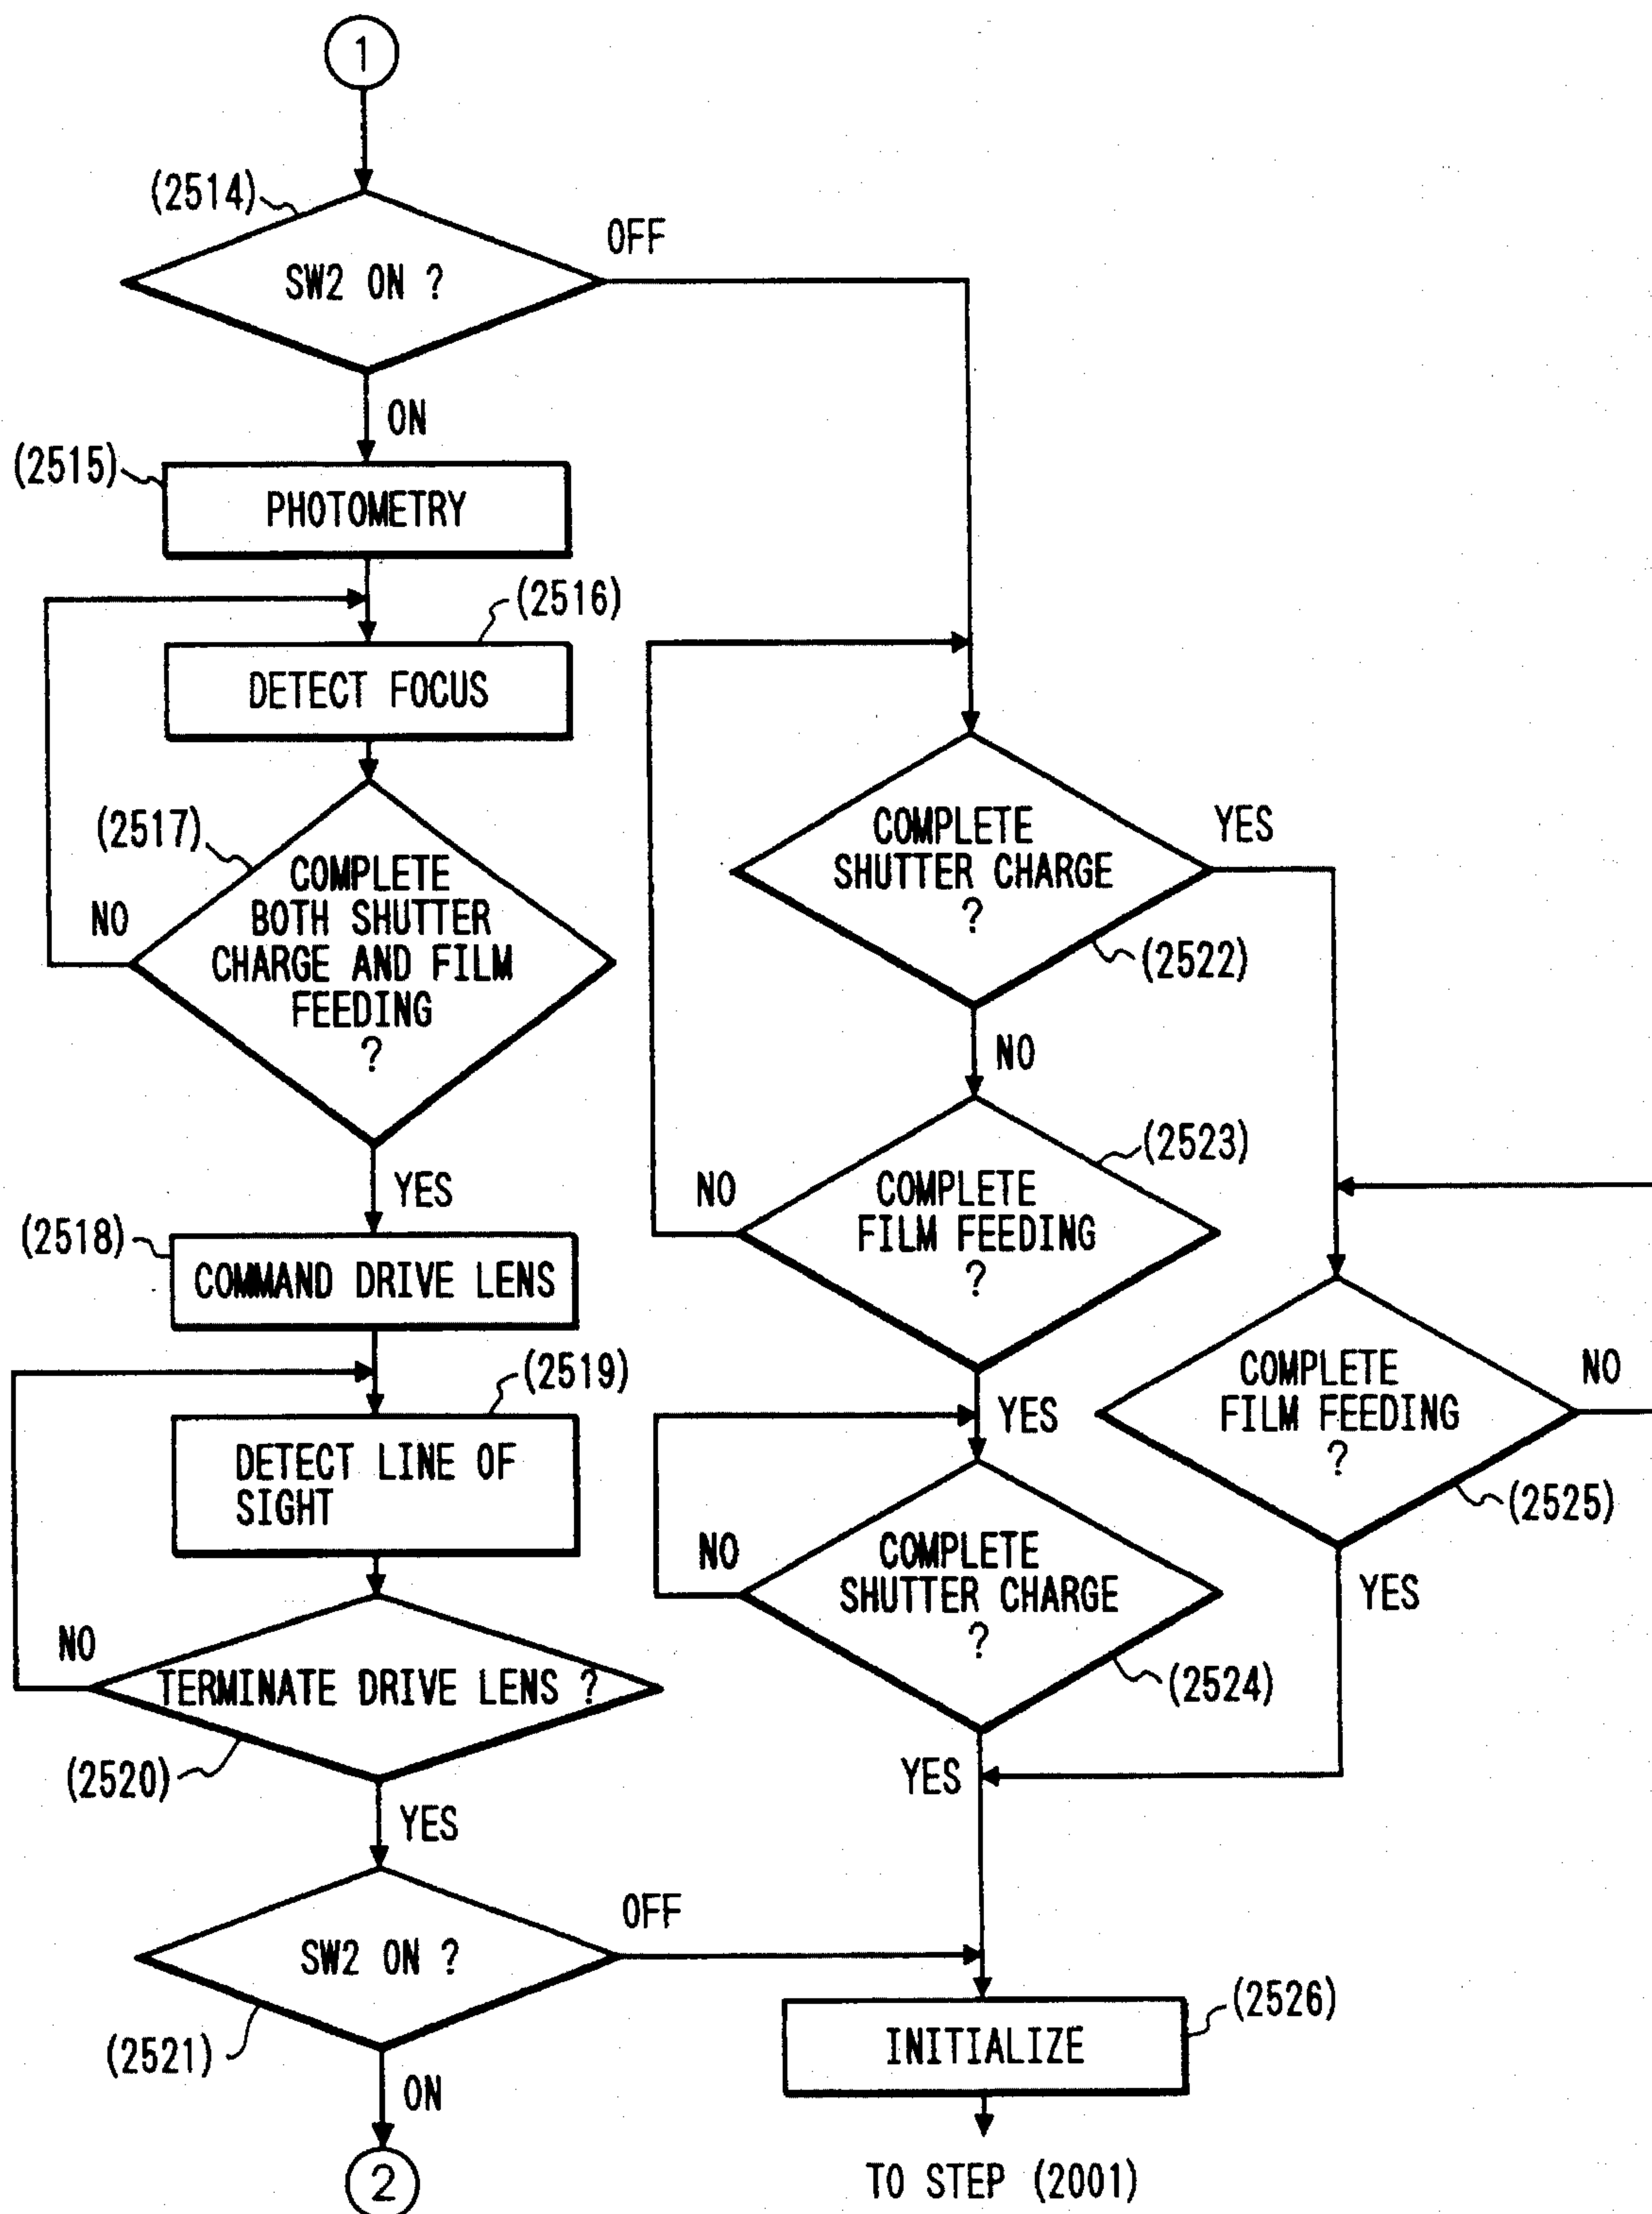 1
(2514)
SW2 ON ?
OFF
ON
(2515)
PHOTOMETRY
(2516)
DETECT FOCUS
(2517)
COMPLETE
BOTH SHUTTER
CHARGE AND FILM
FEEDING
?
NO
YES
(2518)
COMMAND DRIVE LENS
(2519)
DETECT LINE OF
SIGHT
NO
TERMINATE DRIVE LENS ?
(2520)
YES
SW2 ON ?
OFF
(2521)
ON
2
COMPLETE
SHUTTER CHARGE
?
YES
(2522)
NO
(2523)
COMPLETE
FILM FEEDING
?
NO
YES
COMPLETE
SHUTTER CHARGE
?
NO
(2524)
YES
COMPLETE
FILM FEEDING
?
NO
(2525)
YES
(2526)
INITIALIZE
TO STEP (2001)